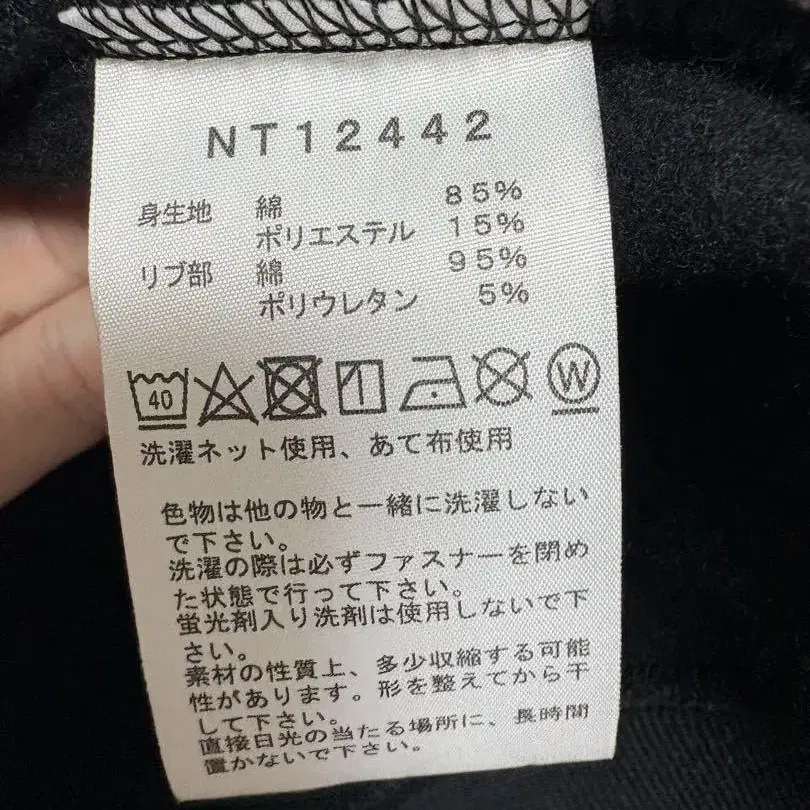 NT12442
身生地 綿 85%
ポリエステル 15%
リブ部 綿 95%
ポリウレタン 5%
40 W
洗濯ネット使用、あて布使用
色物は他の物と一緒に洗濯しない
で下さい。
洗濯の際は必ずファスナーを閉め
た状態で行って下さい。
蛍光剤入り洗剤は使用しないで下
さい。
素材の性質上、多少収縮する可能
性があります。形を整えてから干
して下さい。
直接日光の当たる場所に、長時間
置かないで下さい。